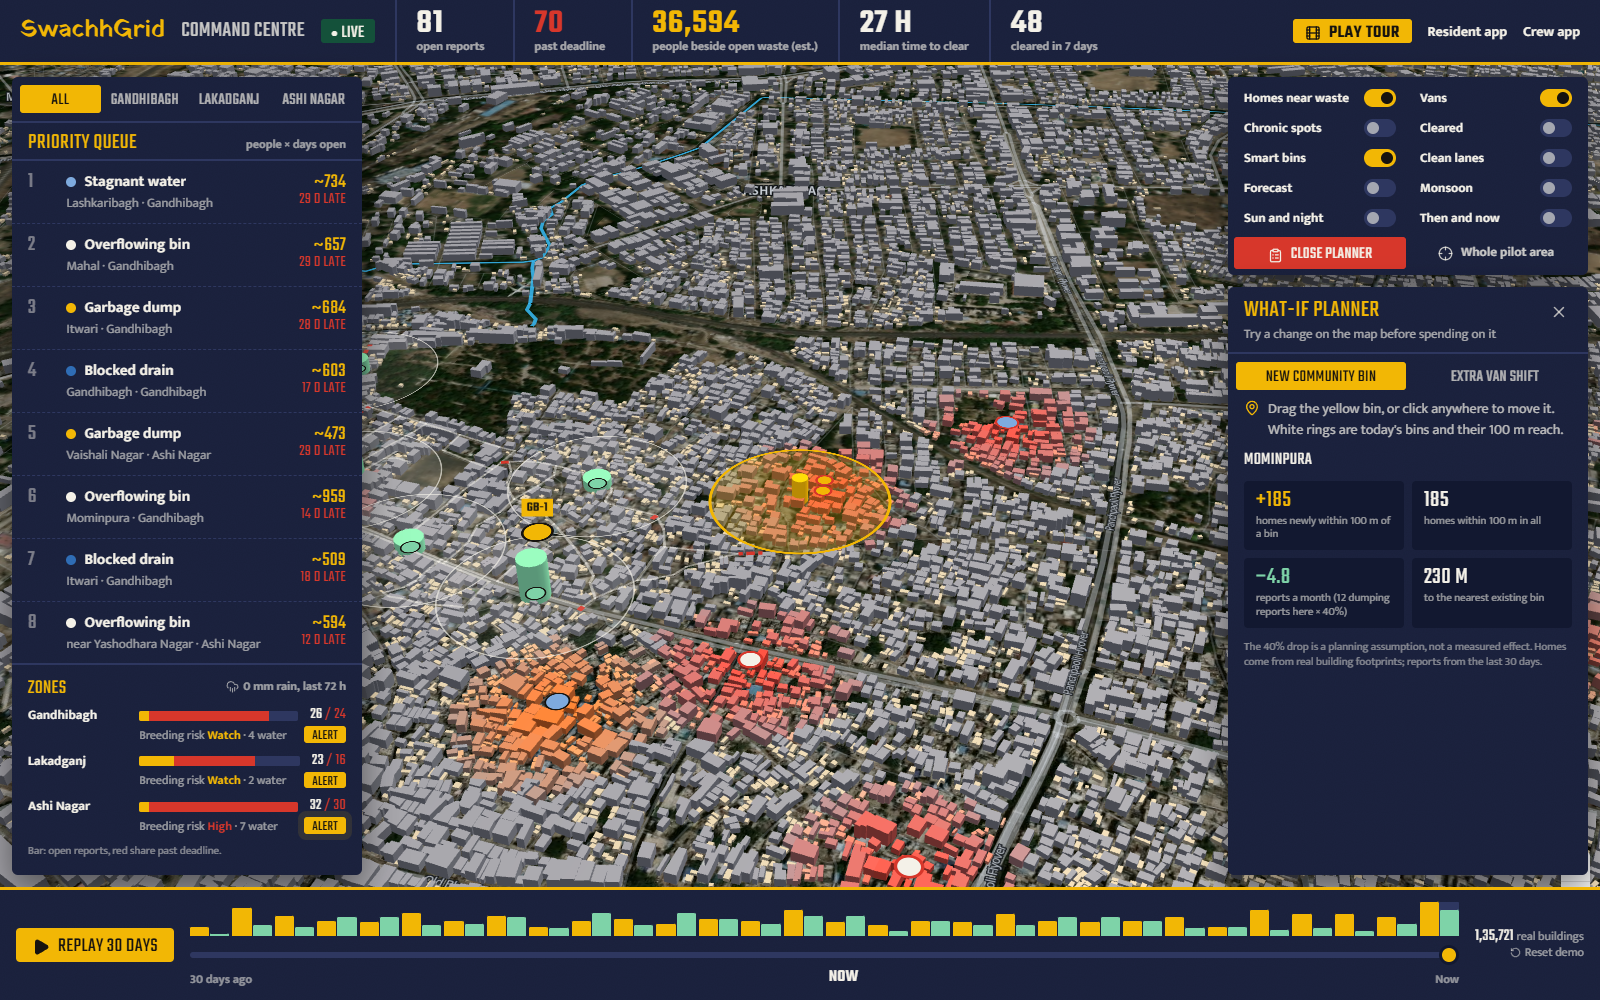 SwachhGrid
COMMAND CENTRE
• LIVE
81
open reports
70
past deadline
36,594
people beside open waste (est.)
27 H
median time to clear
48
cleared in 7 days
PLAY TOUR
Resident app
Crew app
ALL
GANDHIBAGH
LAKADGANJ
ASHI NAGAR
PRIORITY QUEUE
people × days open
1
Stagnant water
~734
Lashkaribagh · Gandhibagh
29 D LATE
2
Overflowing bin
~657
Mahal · Gandhibagh
29 D LATE
3
Garbage dump
~684
Itwari · Gandhibagh
28 D LATE
4
Blocked drain
~603
Gandhibagh · Gandhibagh
17 D LATE
5
Garbage dump
~473
Vaishali Nagar · Ashi Nagar
29 D LATE
6
Overflowing bin
~959
Mominpura · Gandhibagh
14 D LATE
7
Blocked drain
~509
Itwari · Gandhibagh
18 D LATE
8
Overflowing bin
~594
near Yashodhara Nagar · Ashi Nagar
12 D LATE
ZONES
0 mm rain, last 72 h
Gandhibagh
26 / 24
Breeding risk Watch · 4 water
ALERT
Lakadganj
23 / 16
Breeding risk Watch · 2 water
ALERT
Ashi Nagar
32 / 30
Breeding risk High · 7 water
ALERT
Bar: open reports, red share past deadline.
GB-1
Homes near waste
Vans
Chronic spots
Cleared
Smart bins
Clean lanes
Forecast
Monsoon
Sun and night
Then and now
CLOSE PLANNER
Whole pilot area
WHAT-IF PLANNER
Try a change on the map before spending on it
NEW COMMUNITY BIN
EXTRA VAN SHIFT
Drag the yellow bin, or click anywhere to move it.
White rings are today's bins and their 100 m reach.
MOMINPURA
+185
homes newly within 100 m of
a bin
185
homes within 100 m in all
−4.8
reports a month (12 dumping
reports here × 40%)
230 M
to the nearest existing bin
The 40% drop is a planning assumption, not a measured effect. Homes
come from real building footprints; reports from the last 30 days.
REPLAY 30 DAYS
30 days ago
NOW
Now
1,35,721 real buildings
Reset demo